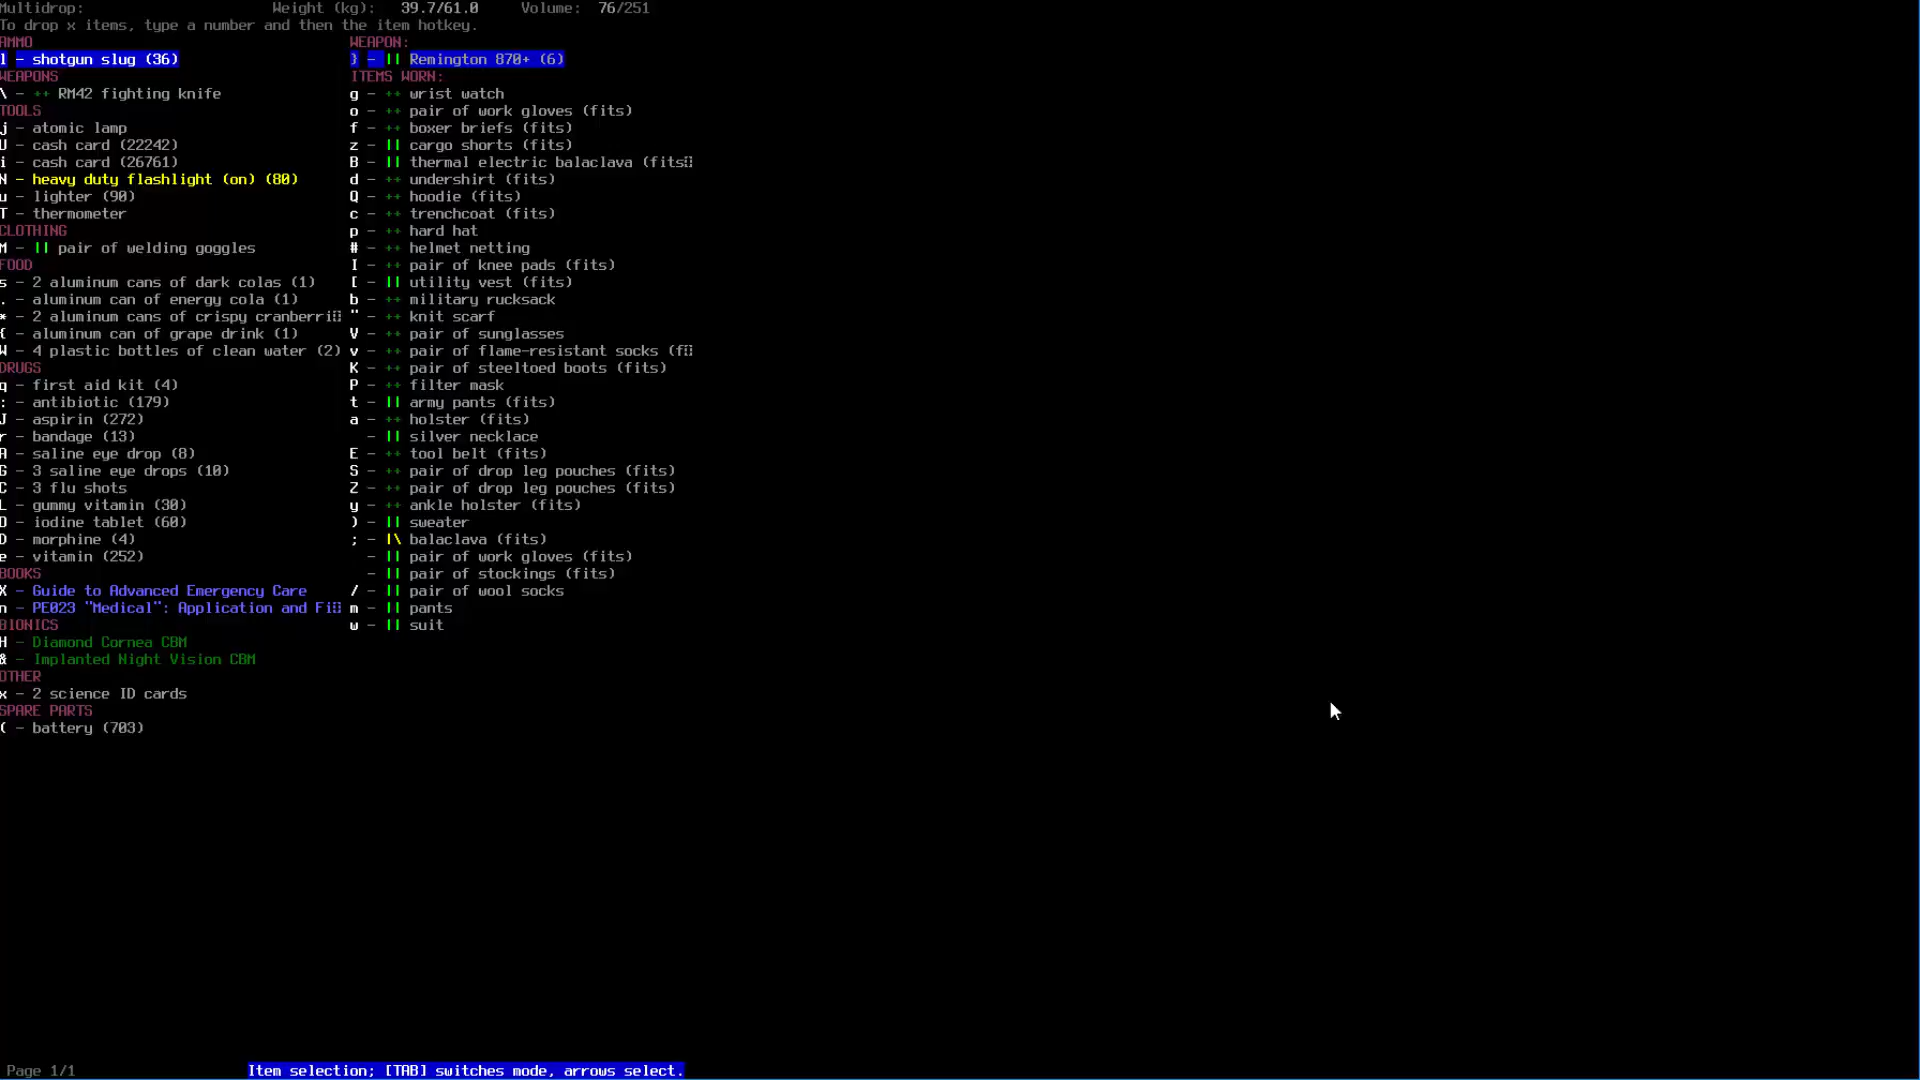 Multidrop: Weight (kg): 39.7/61.0 Volume: 76/251
To drop x items, type a number and then the item hotkey.
AMMO
l - shotgun slug (36)
WEAPONS
\ - ++ RM42 fighting knife
TOOLS
j - atomic lamp
U - cash card (22242)
i - cash card (26761)
N - heavy duty flashlight (on) (80)
u - lighter (90)
T - thermometer
CLOTHING
M - || pair of welding goggles
FOOD
s - 2 aluminum cans of dark colas (1)
. - aluminum can of energy cola (1)
* - 2 aluminum cans of crispy cranberri
{ - aluminum can of grape drink (1)
W - 4 plastic bottles of clean water (2)
DRUGS
q - first aid kit (4)
: - antibiotic (179)
J - aspirin (272)
r - bandage (13)
A - saline eye drop (8)
G - 3 saline eye drops (10)
C - 3 flu shots
L - gummy vitamin (30)
O - iodine tablet (60)
D - morphine (4)
e - vitamin (252)
BOOKS
X - Guide to Advanced Emergency Care
n - PE023 "Medical": Application and Fi
BIONICS
H - Diamond Cornea CBM
& - Implanted Night Vision CBM
OTHER
x - 2 science ID cards
SPARE PARTS
( - battery (703)
WEAPON:
} - || Remington 870+ (6)
ITEMS WORN:
g - ++ wrist watch
o - ++ pair of work gloves (fits)
f - ++ boxer briefs (fits)
z - || cargo shorts (fits)
B - || thermal electric balaclava (fits
d - ++ undershirt (fits)
Q - ++ hoodie (fits)
c - ++ trenchcoat (fits)
p - ++ hard hat
# - ++ helmet netting
I - ++ pair of knee pads (fits)
[ - || utility vest (fits)
b - ++ military rucksack
" - ++ knit scarf
V - ++ pair of sunglasses
v - ++ pair of flame-resistant socks (fi
K - ++ pair of steeltoed boots (fits)
P - ++ filter mask
t - || army pants (fits)
a - ++ holster (fits)
- || silver necklace
E - ++ tool belt (fits)
S - ++ pair of drop leg pouches (fits)
Z - ++ pair of drop leg pouches (fits)
y - ++ ankle holster (fits)
) - || sweater
; - |\ balaclava (fits)
- || pair of work gloves (fits)
- || pair of stockings (fits)
/ - || pair of wool socks
m - || pants
w - || suit
Page 1/1 Item selection; [TAB] switches mode, arrows select.